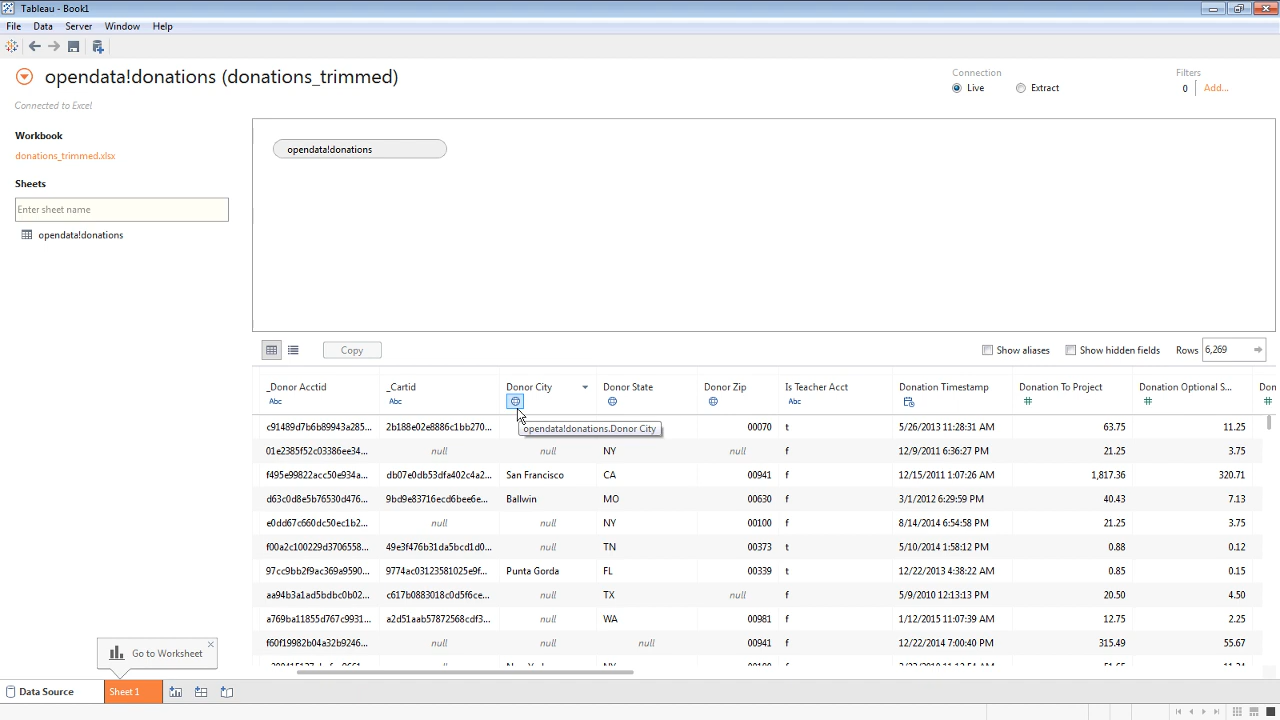 Tableau - Book1
File Data Server Window Help
opendata!donations (donations_trimmed)
Connected to Excel
Connection
Live Extract
Filters
0 Add...
Workbook
donations_trimmed.xlsx
Sheets
Enter sheet name
opendata!donations
opendata!donations
Copy
Show aliases Show hidden fields Rows 6,269
_Donor Acctid _Cartid Donor City Donor State Donor Zip Is Teacher Acct Donation Timestamp Donation To Project Donation Optional S... Don
Abc Abc Abc
opendata!donations.Donor City
c91489d7b6b89943a285... 2b188e02e8886c1bb270... 00070 t 5/26/2013 11:28:31 AM 63.75 11.25
01e2385f52c03386ee34... null null NY null f 12/9/2011 6:36:27 PM 21.25 3.75
f495e99822acc50e934a... db07e0db53dfa402c4a2... San Francisco CA 00941 f 12/15/2011 1:07:26 AM 1,817.36 320.71
d63c0d8e5b76530d476... 9bd9e83716ecd6bee6e... Ballwin MO 00630 f 3/1/2012 6:29:59 PM 40.43 7.13
e0dd67c660dc50ec1b2... null null NY 00100 f 8/14/2014 6:54:58 PM 21.25 3.75
f00a2c100229d3706558... 49e3f476b31da5bcd1d0... null TN 00373 t 5/10/2014 1:58:12 PM 0.88 0.12
97cc9bb2f9ac369a9590... 9774ac03123581025e9f... Punta Gorda FL 00339 t 12/22/2013 4:38:22 AM 0.85 0.15
aa94b3a1ad5bdbc0b02... c617b0883018c0d5f6ce... null TX null f 5/9/2010 12:13:13 PM 20.50 4.50
a769ba11855d767c9931... a2d51aab57872568cdf3... null WA 00981 f 1/12/2015 11:07:39 AM 12.75 2.25
f60f19982b04a32b9246... null null null 00941 f 12/22/2014 7:00:40 PM 315.49 55.67
Go to Worksheet
Data Source Sheet 1